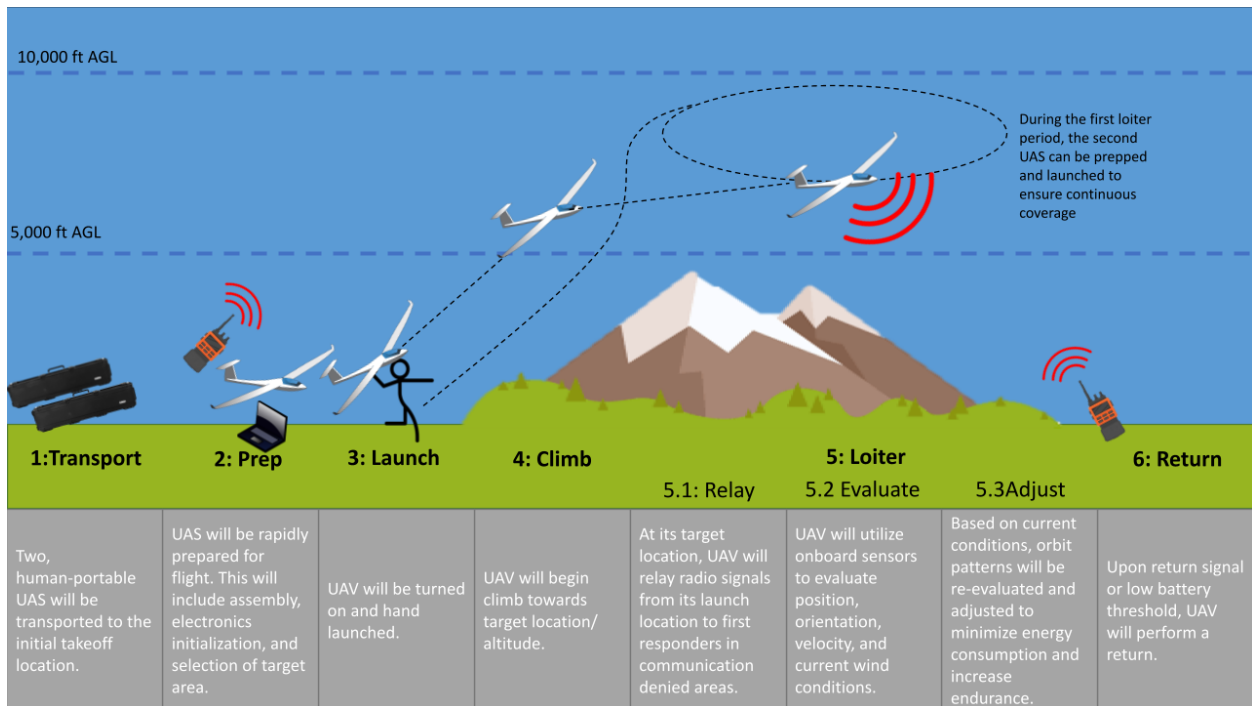 10,000 ft AGL
During the first loiter
period, the second
UAS can be prepped
and launched to
ensure continuous
coverage
5,000 ft AGL
1:Transport
2: Prep
3: Launch
4: Climb
5: Loiter
6: Return
5.1: Relay
5.2 Evaluate
5.3Adjust
Two,
human-portable
UAS will be
transported to the
initial takeoff
location.
UAS will be rapidly
prepared for
flight. This will
include assembly,
electronics
initialization, and
selection of target
area.
UAV will be turned
on and hand
launched.
UAV will begin
climb towards
target location/
altitude.
At its target
location, UAV will
relay radio signals
from its launch
location to first
responders in
communication
denied areas.
UAV will utilize
onboard sensors
to evaluate
position,
orientation,
velocity, and
current wind
conditions.
Based on current
conditions, orbit
patterns will be
re-evaluated and
adjusted to
minimize energy
consumption and
increase
endurance.
Upon return signal
or low battery
threshold, UAV
will perform a
return.